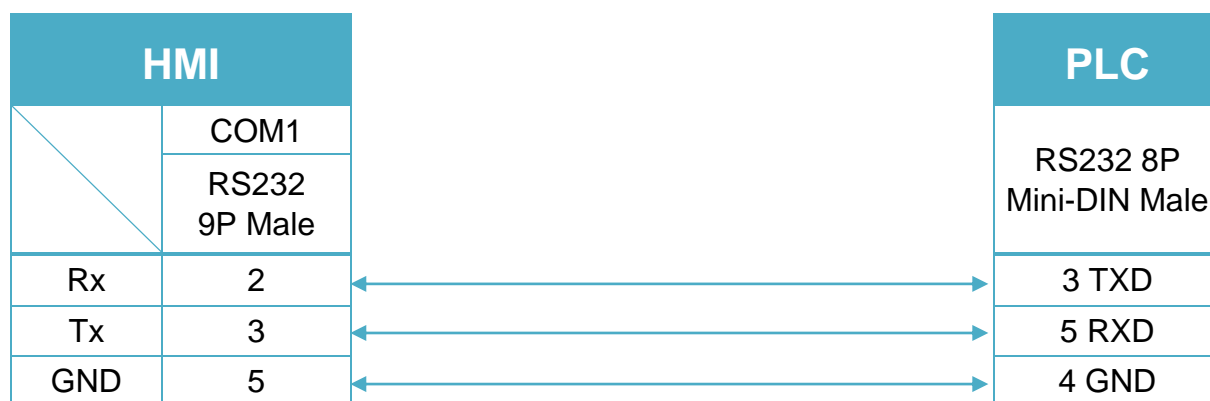 HMI
PLC
COM1
RS232
9P Male
RS232 8P
Mini-DIN Male
Rx 2 3 TXD
Tx 3 5 RXD
GND 5 4 GND